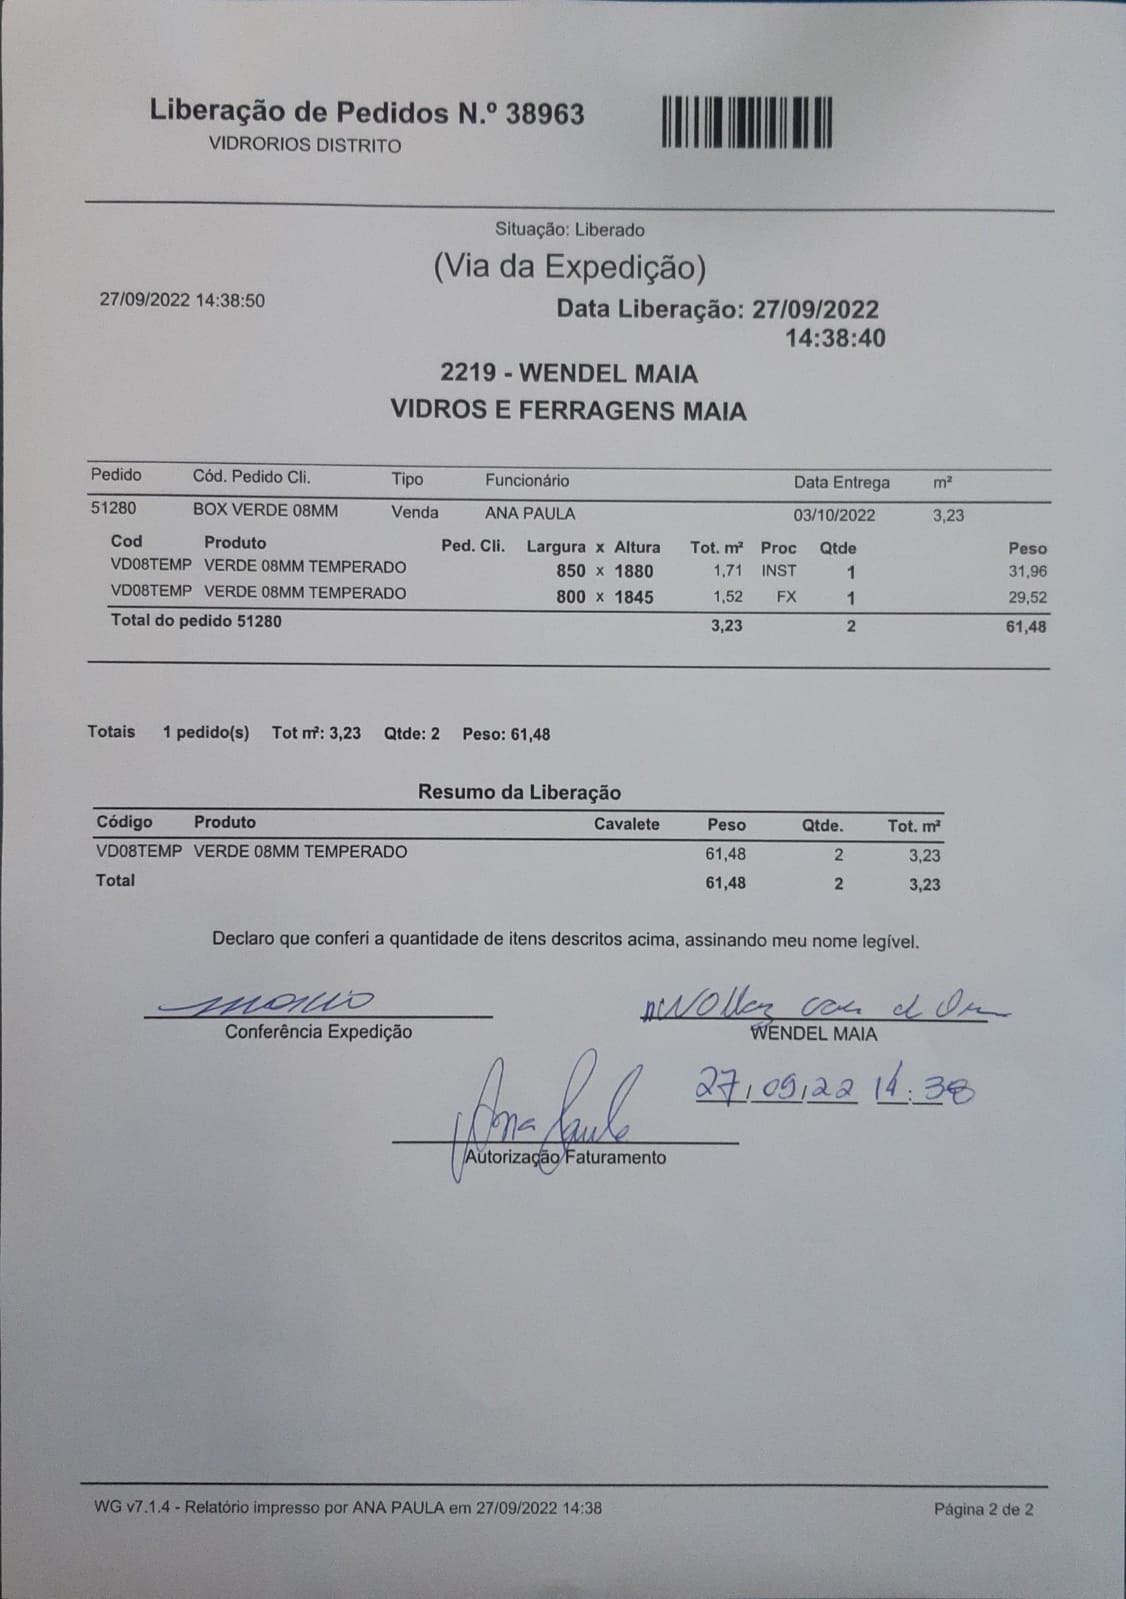 Liberação de Pedidos N.º 38963
VIDRORIOS DISTRITO
Situação: Liberado
(Via da Expedição)
27/09/2022 14:38:50
Data Liberação: 27/09/2022
14:38:40
2219 - WENDEL MAIA
VIDROS E FERRAGENS MAIA
Pedido Cód. Pedido Cli. Tipo Funcionário Data Entrega m²
51280 BOX VERDE 08MM Venda ANA PAULA 03/10/2022 3,23
Cod Produto Ped. Cli. Largura x Altura Tot. m² Proc Qtde Peso
VD08TEMP VERDE 08MM TEMPERADO 850 x 1880 1,71 INST 1 31,96
VD08TEMP VERDE 08MM TEMPERADO 800 x 1845 1,52 FX 1 29,52
Total do pedido 51280 3,23 2 61,48
Totais 1 pedido(s) Tot m²: 3,23 Qtde: 2 Peso: 61,48
Resumo da Liberação
Código Produto Cavalete Peso Qtde. Tot. m²
VD08TEMP VERDE 08MM TEMPERADO 61,48 2 3,23
Total 61,48 2 3,23
Declaro que conferi a quantidade de itens descritos acima, assinando meu nome legível.
Conferência Expedição
WENDEL MAIA
27/09/22 14:38
Ana Paula
Autorização Faturamento
WG v7.1.4 - Relatório impresso por ANA PAULA em 27/09/2022 14:38
Página 2 de 2